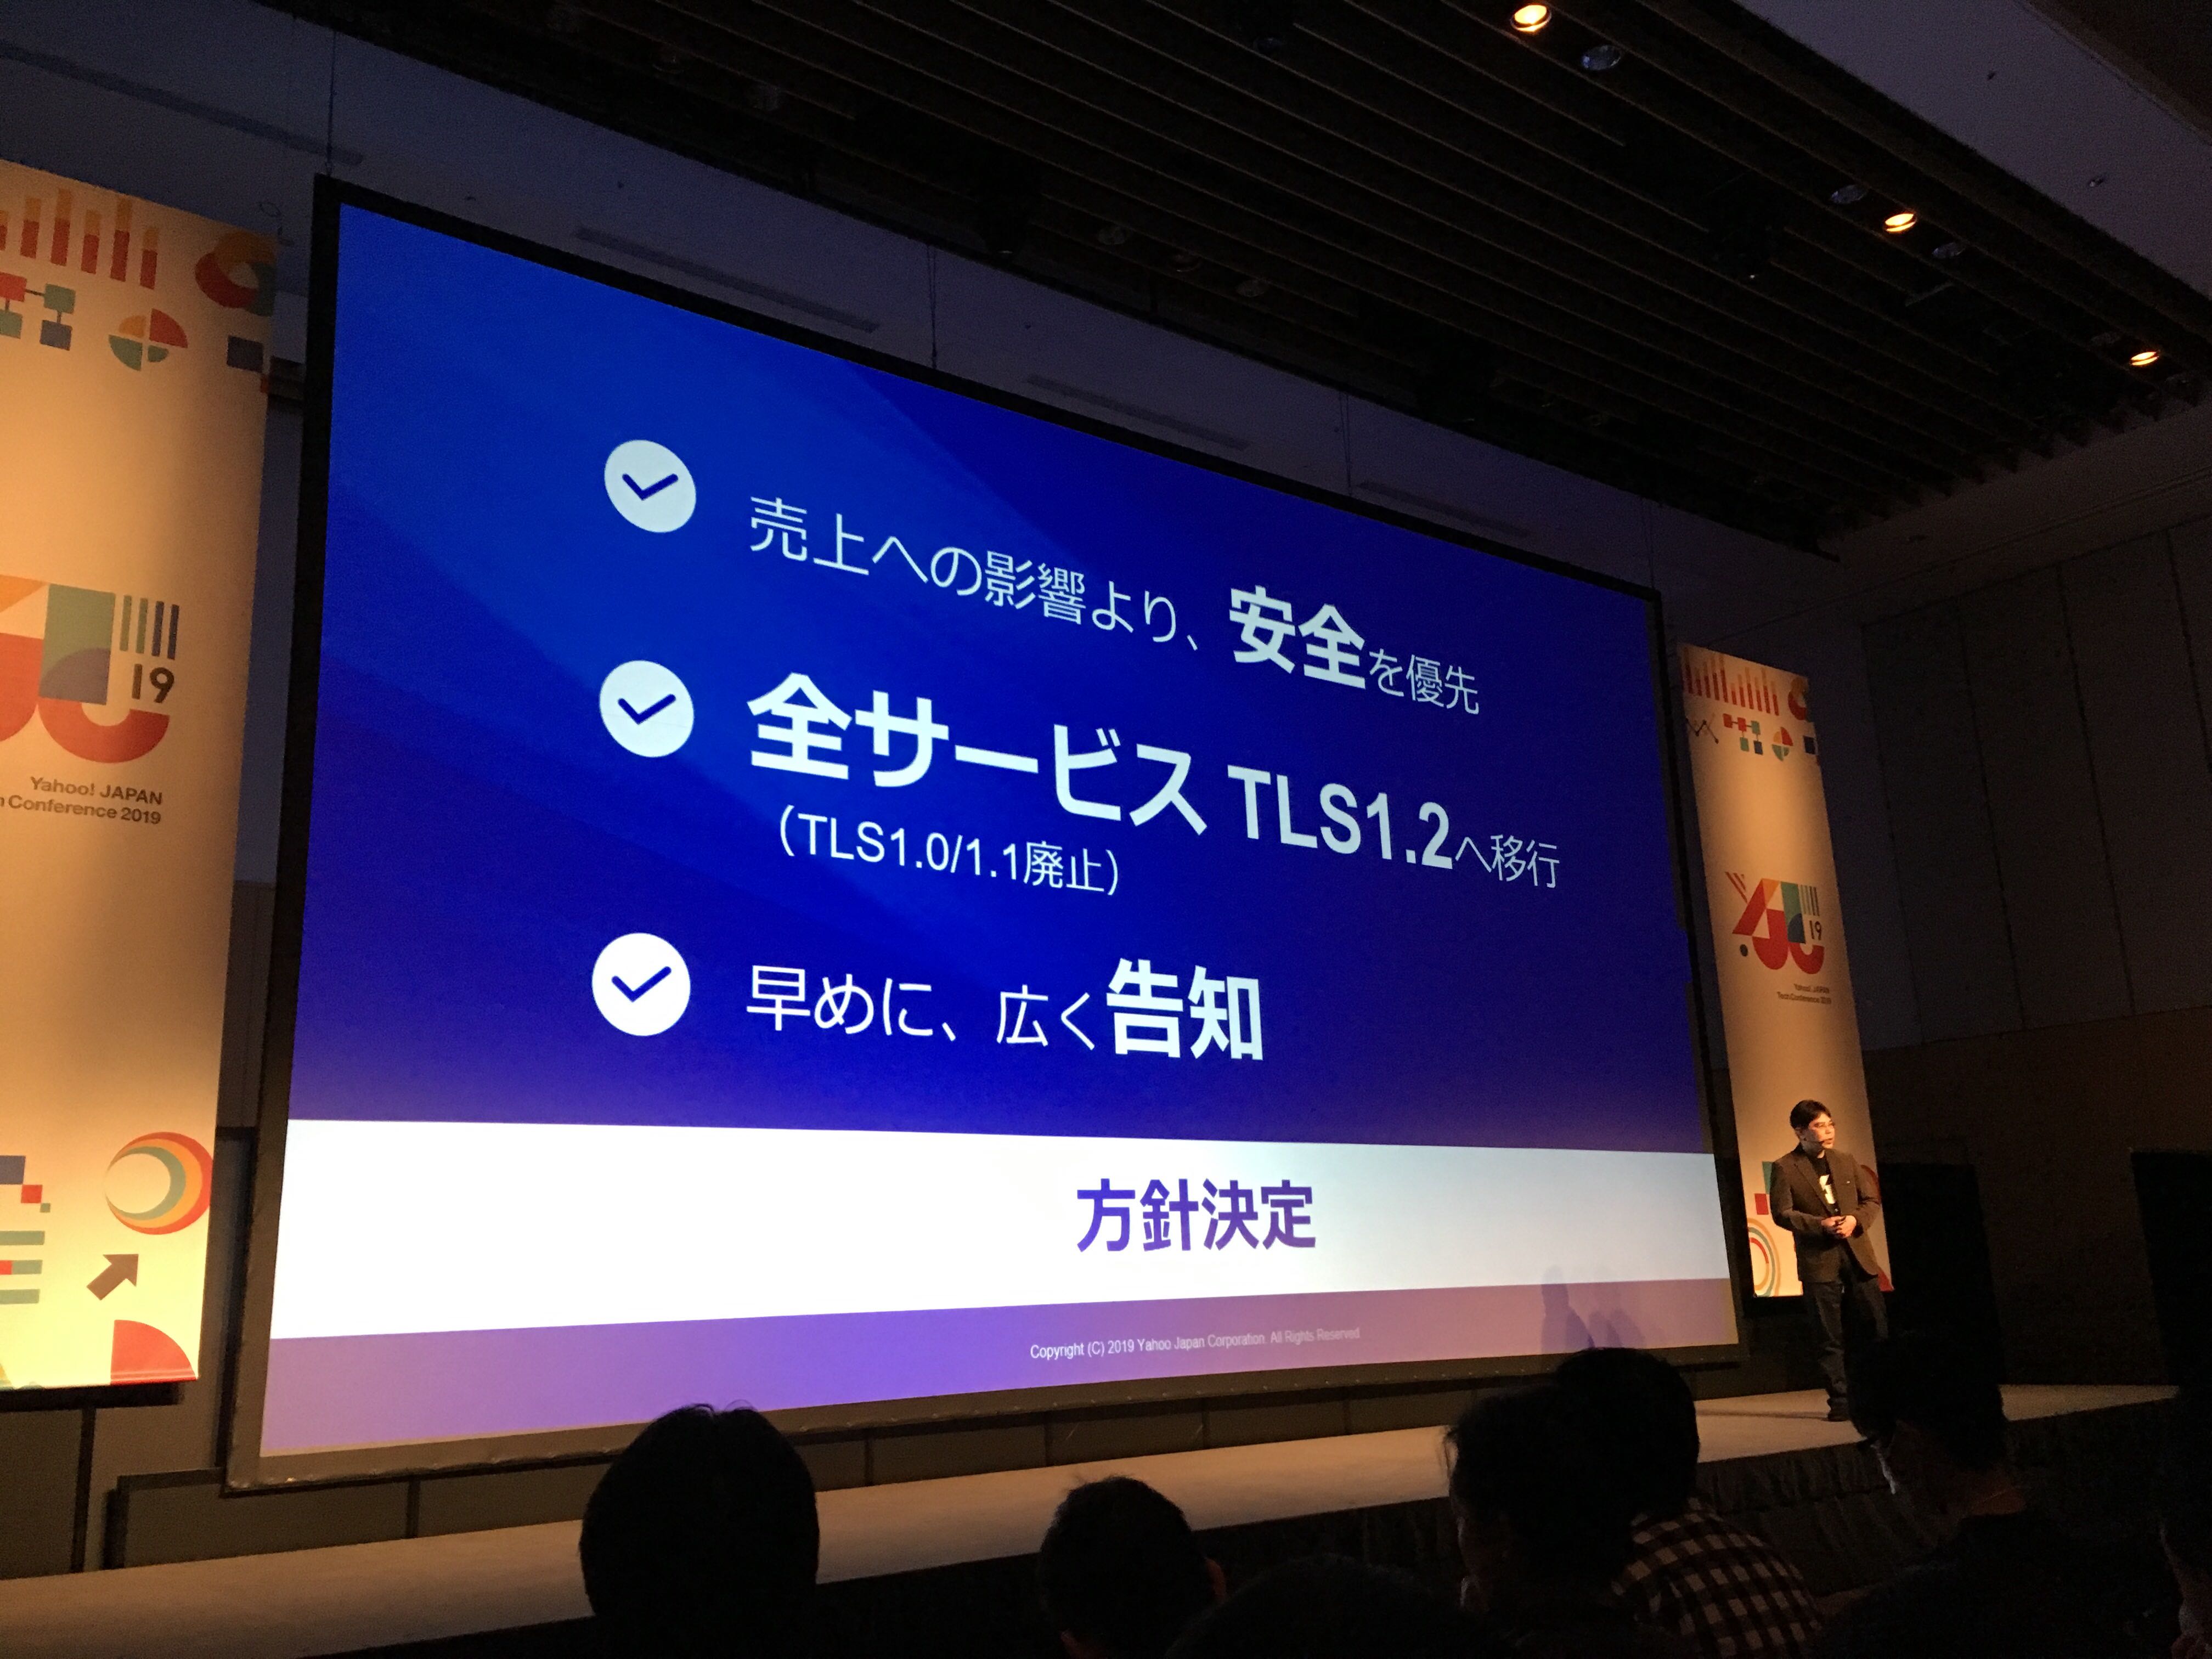 売上への影響より、安全を優先
全サービス TLS1.2へ移行
(TLS1.0/1.1廃止)
早めに、広く告知
方針決定
Copyright (C) 2019 Yahoo Japan Corporation. All Rights Reserved.
19
Yahoo! JAPAN
Conference 2019
19
Yahoo! JAPAN
Tech Conference 2019